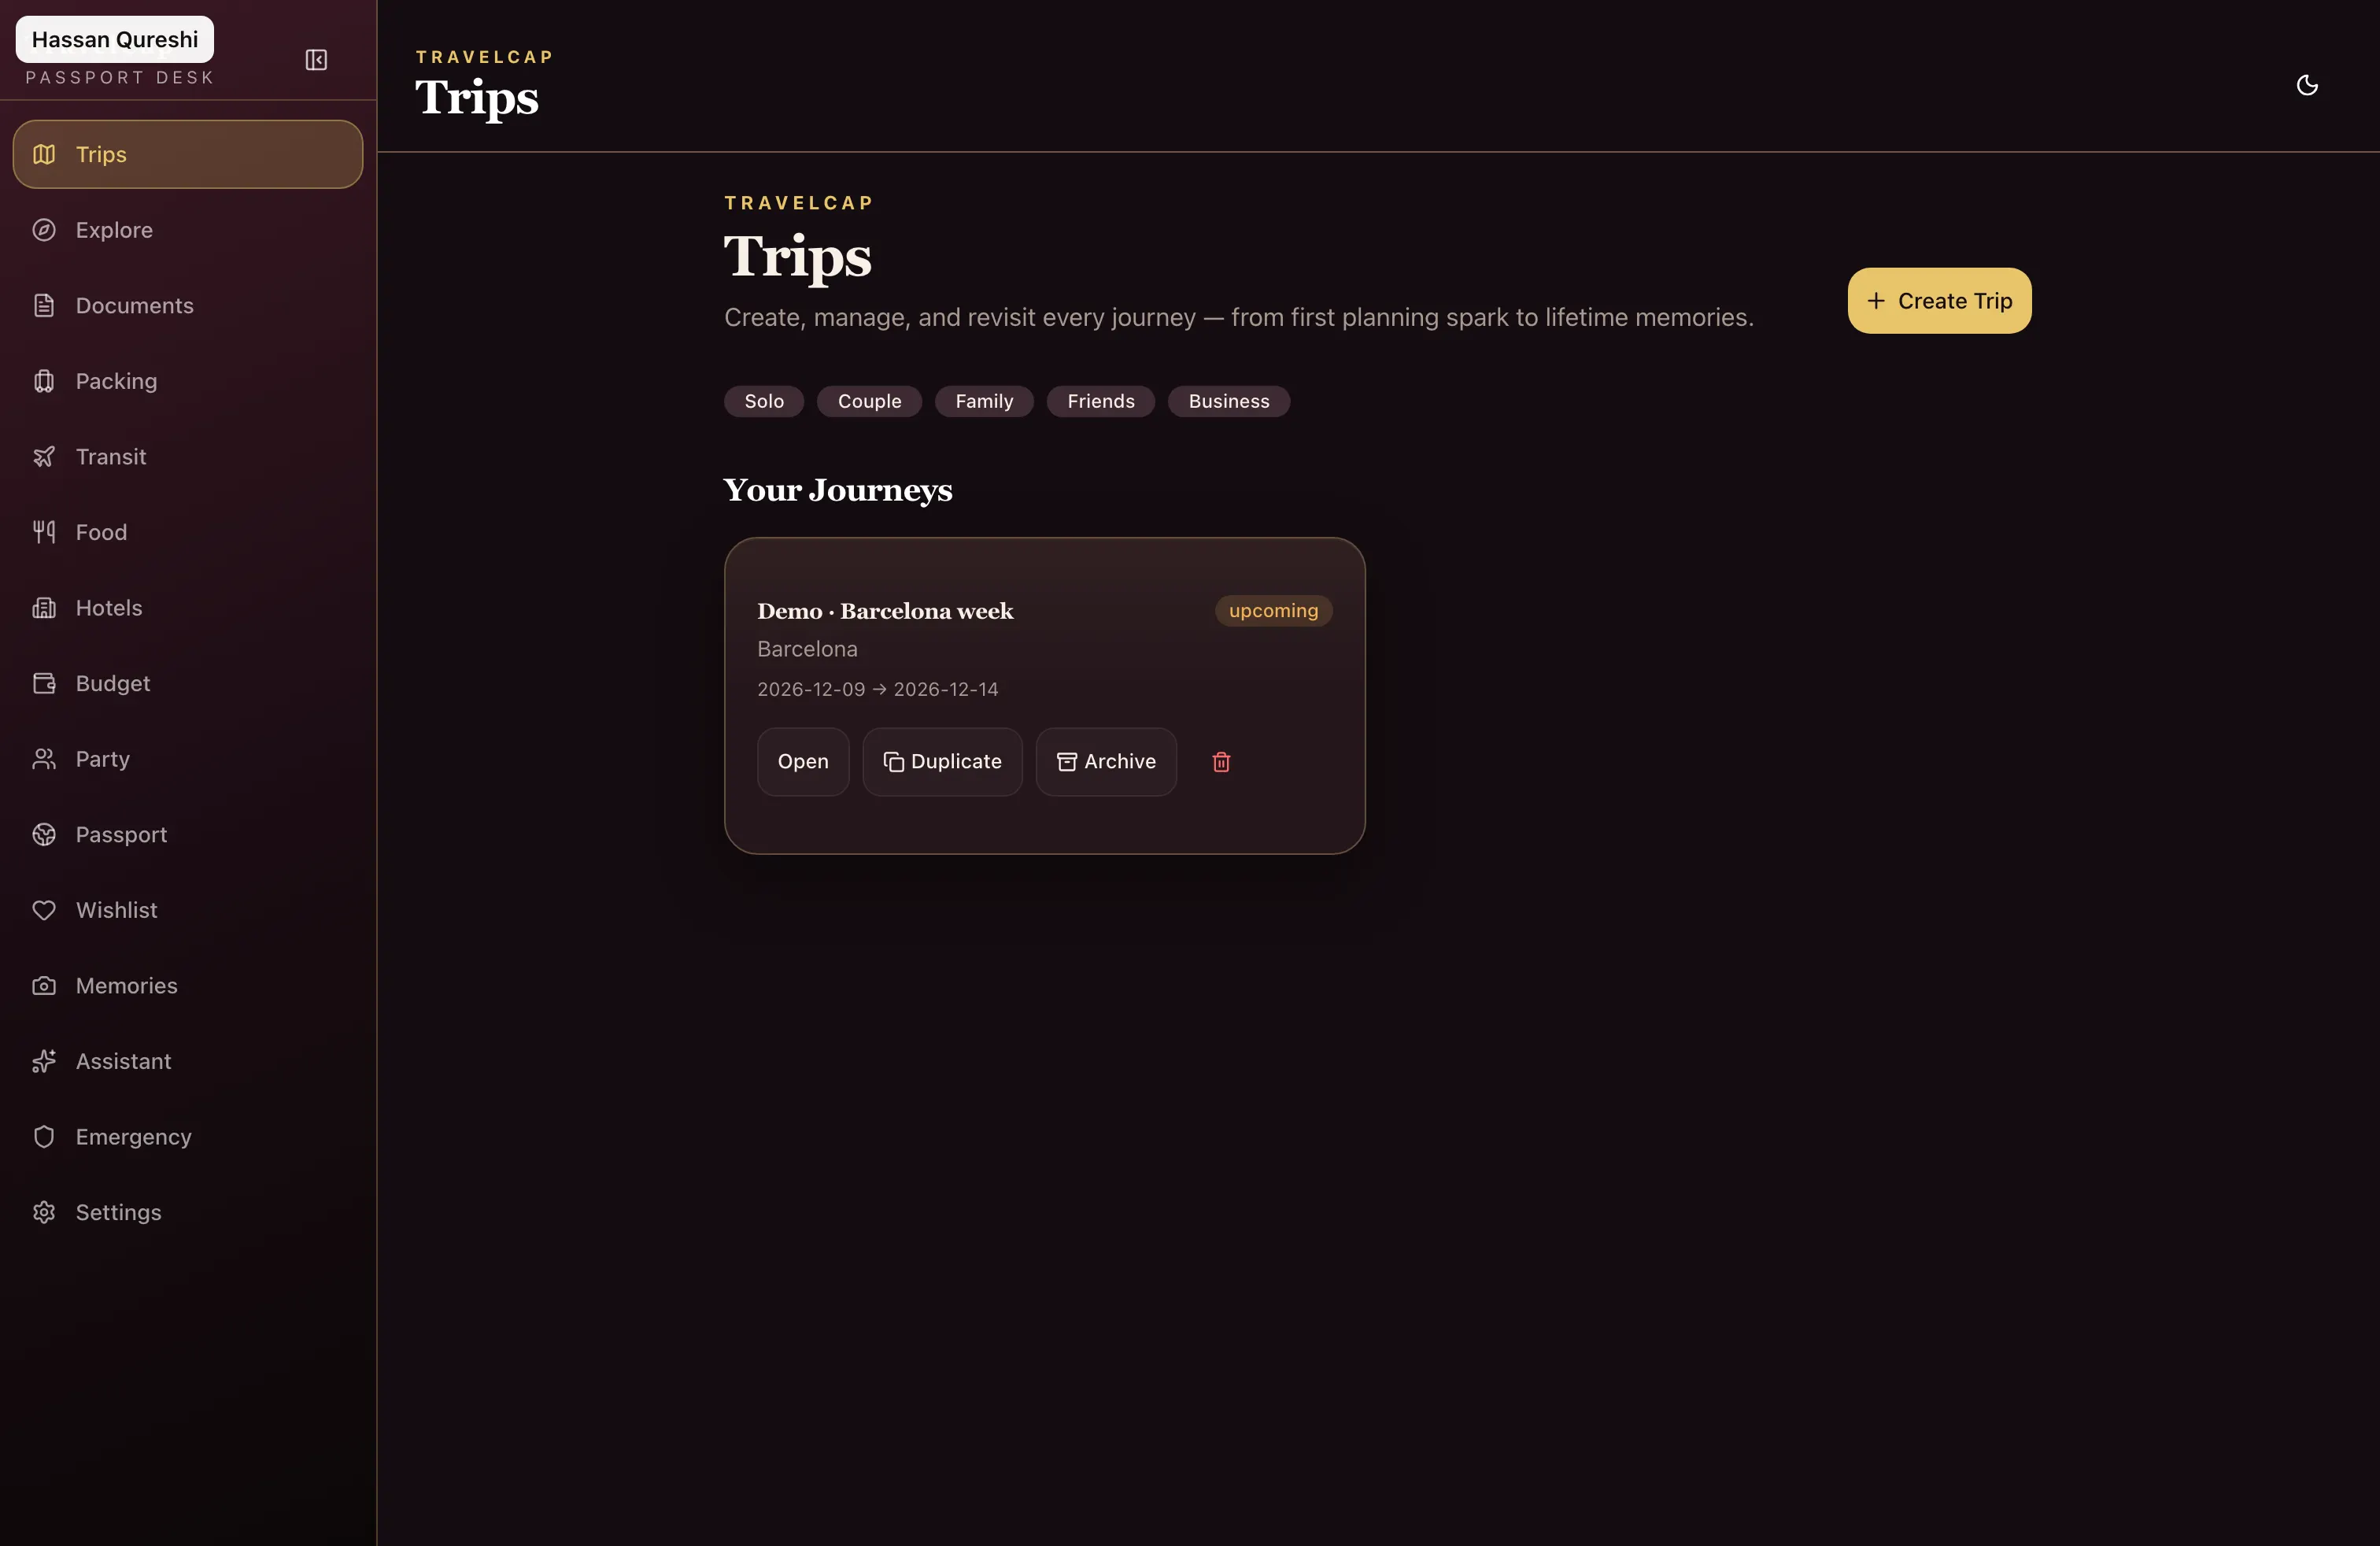 Hassan Qureshi
PASSPORT DESK
Trips
Explore
Documents
Packing
Transit
Food
Hotels
Budget
Party
Passport
Wishlist
Memories
Assistant
Emergency
Settings
TRAVELCAP
Trips
TRAVELCAP
Trips
Create, manage, and revisit every journey — from first planning spark to lifetime memories.
+ Create Trip
Solo Couple Family Friends Business
Your Journeys
Demo · Barcelona week upcoming
Barcelona
2026-12-09 → 2026-12-14
Open Duplicate Archive